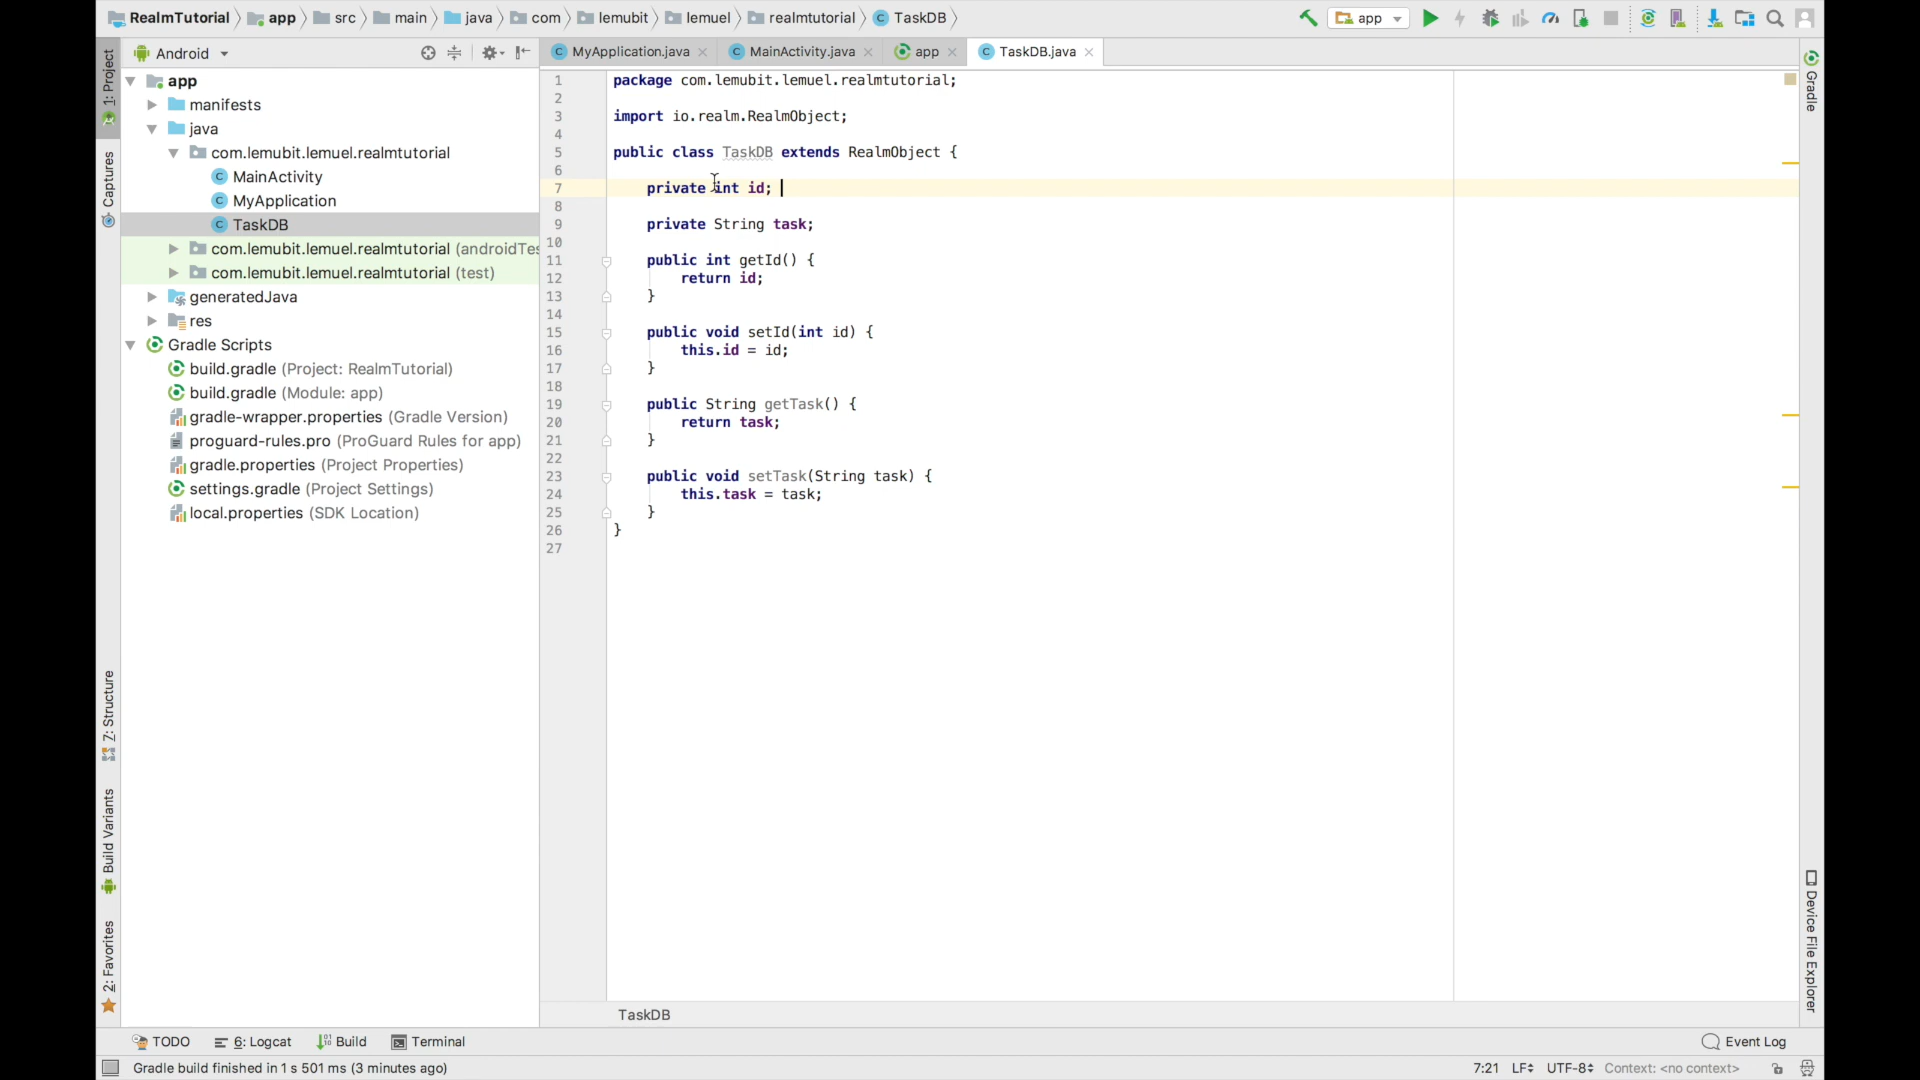 RealmTutorial app src main java com lemubit lemuel realmtutorial TaskDB app
Android MyApplication.java MainActivity.java app TaskDB.java
1: Project
Captures
Z: Structure
Build Variants
2: Favorites
app
manifests
java
com.lemubit.lemuel.realmtutorial
MainActivity
MyApplication
TaskDB
com.lemubit.lemuel.realmtutorial (androidTes
com.lemubit.lemuel.realmtutorial (test)
generatedJava
res
Gradle Scripts
build.gradle (Project: RealmTutorial)
build.gradle (Module: app)
gradle-wrapper.properties (Gradle Version)
proguard-rules.pro (ProGuard Rules for app)
gradle.properties (Project Properties)
settings.gradle (Project Settings)
local.properties (SDK Location)
1 package com.lemubit.lemuel.realmtutorial;
2
3 import io.realm.RealmObject;
4
5 public class TaskDB extends RealmObject {
6
7 private int id;
8
9 private String task;
10
11 public int getId() {
12 return id;
13 }
14
15 public void setId(int id) {
16 this.id = id;
17 }
18
19 public String getTask() {
20 return task;
21 }
22
23 public void setTask(String task) {
24 this.task = task;
25 }
26 }
27
TaskDB
Gradle
Device File Explorer
TODO 6: Logcat Build Terminal Event Log
Gradle build finished in 1 s 501 ms (3 minutes ago) 7:21 LF UTF-8 Context: <no context>